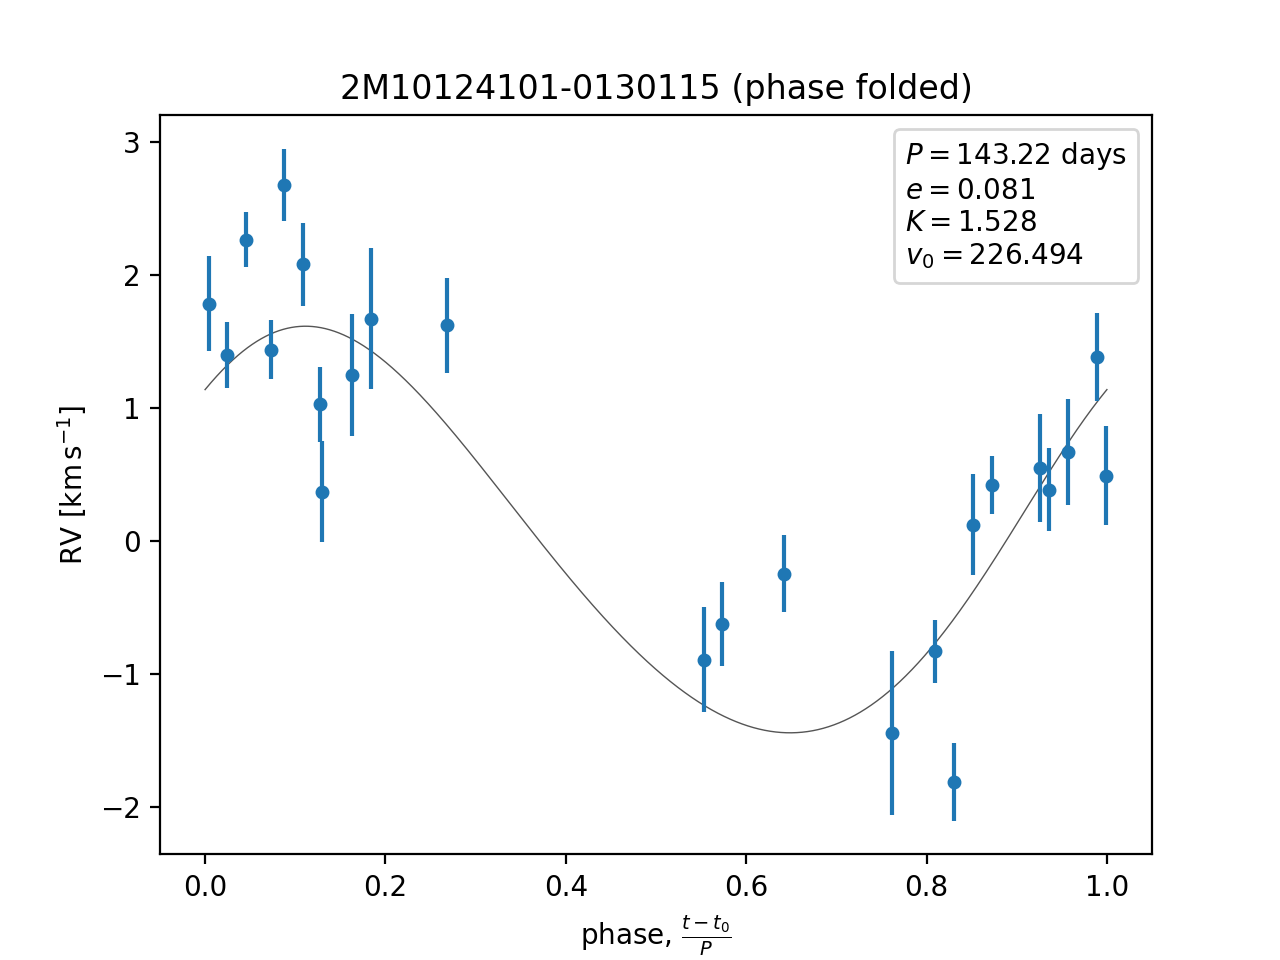 2M10124101-0130115 (phase folded)
P = 143.22 days
e = 0.081
K = 1.528
v₀ = 226.494
3
2
1
0
−1
−2
RV [km s⁻¹]
0.0 0.2 0.4 0.6 0.8 1.0
phase, (t − t₀)/P